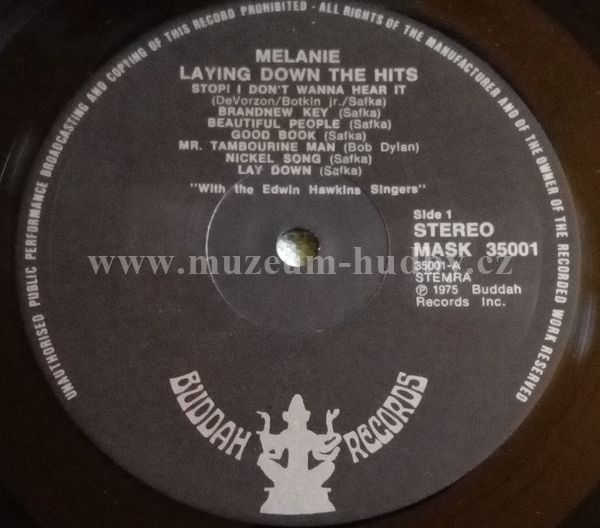 UNAUTHORISED PUBLIC PERFORMANCE BROADCASTING AND COPYING OF THIS RECORD PROHIBITED - ALL RIGHTS OF THE MANUFACTURER AND OF THE OWNER OF THE RECORDED WORK RESERVED
MELANIE
LAYING DOWN THE HITS
STOP! I DON'T WANNA HEAR IT
(DeVorzon/Botkin jr./Safka)
BRANDNEW KEY (Safka)
BEAUTIFUL PEOPLE (Safka)
GOOD BOOK (Safka)
MR. TAMBOURINE MAN (Bob Dylan)
NICKEL SONG (Safka)
LAY DOWN (Safka)
"With the Edwin Hawkins Singers"
Side 1
STEREO
MASK 35001
35001-A
STEMRA
℗ 1975 Buddah
Records Inc.
www.muzeum-hudby.cz
BUDDAH RECORDS